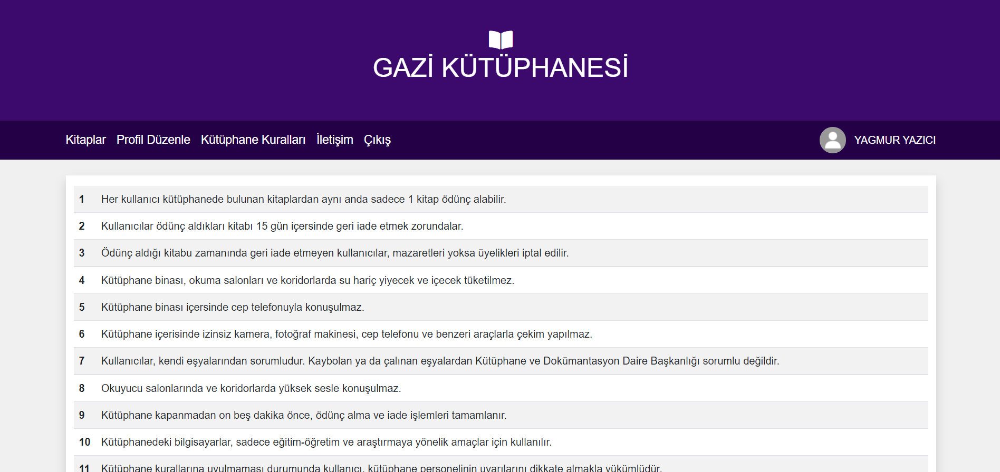 GAZİ KÜTÜPHANESİ
Kitaplar Profil Düzenle Kütüphane Kuralları İletişim Çıkış YAGMUR YAZICI
1 Her kullanıcı kütüphanede bulunan kitaplardan aynı anda sadece 1 kitap ödünç alabilir.
2 Kullanıcılar ödünç aldıkları kitabı 15 gün içersinde geri iade etmek zorundalar.
3 Ödünç aldığı kitabu zamanında geri iade etmeyen kullanıcılar, mazaretleri yoksa üyelikleri iptal edilir.
4 Kütüphane binası, okuma salonları ve koridorlarda su hariç yiyecek ve içecek tüketilmez.
5 Kütüphane binası içersinde cep telefonuyla konuşulmaz.
6 Kütüphane içerisinde izinsiz kamera, fotoğraf makinesi, cep telefonu ve benzeri araçlarla çekim yapılmaz.
7 Kullanıcılar, kendi eşyalarından sorumludur. Kaybolan ya da çalınan eşyalardan Kütüphane ve Dokümantasyon Daire Başkanlığı sorumlu değildir.
8 Okuyucu salonlarında ve koridorlarda yüksek sesle konuşulmaz.
9 Kütüphane kapanmadan on beş dakika önce, ödünç alma ve iade işlemleri tamamlanır.
10 Kütüphanedeki bilgisayarlar, sadece eğitim-öğretim ve araştırmaya yönelik amaçlar için kullanılır.
11 Kütüphane kurallarına uyulmaması durumunda kullanıcı, kütüphane personelinin uyarılarını dikkate almakla yükümlüdür.